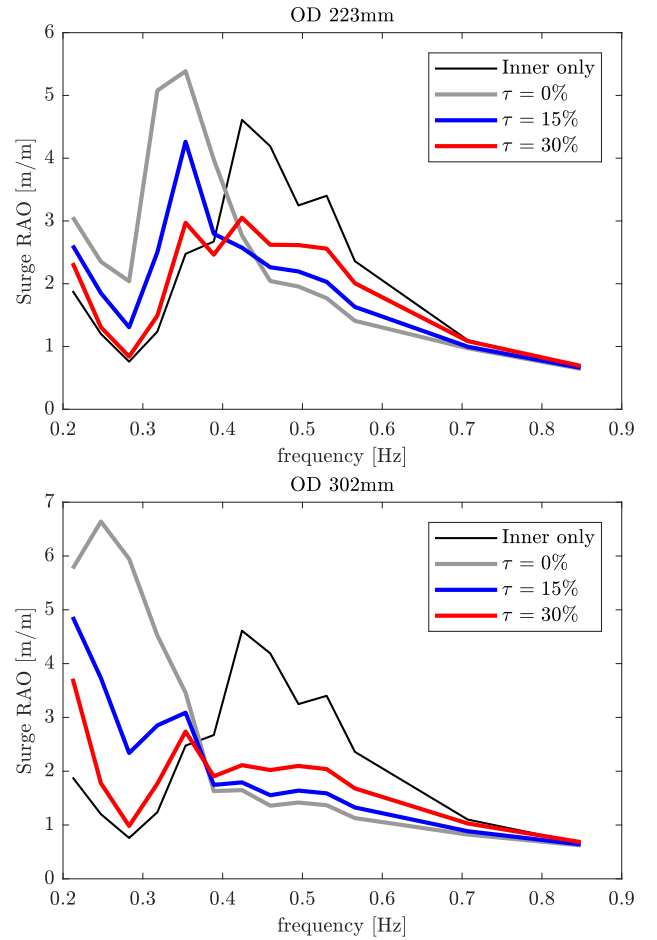 OD 223mm
Surge RAO [m/m]
6
5
4
3
2
1
0
Inner only
τ = 0%
τ = 15%
τ = 30%
0.2 0.3 0.4 0.5 0.6 0.7 0.8 0.9
frequency [Hz]
OD 302mm
Surge RAO [m/m]
7
6
5
4
3
2
1
0
Inner only
τ = 0%
τ = 15%
τ = 30%
0.2 0.3 0.4 0.5 0.6 0.7 0.8 0.9
frequency [Hz]